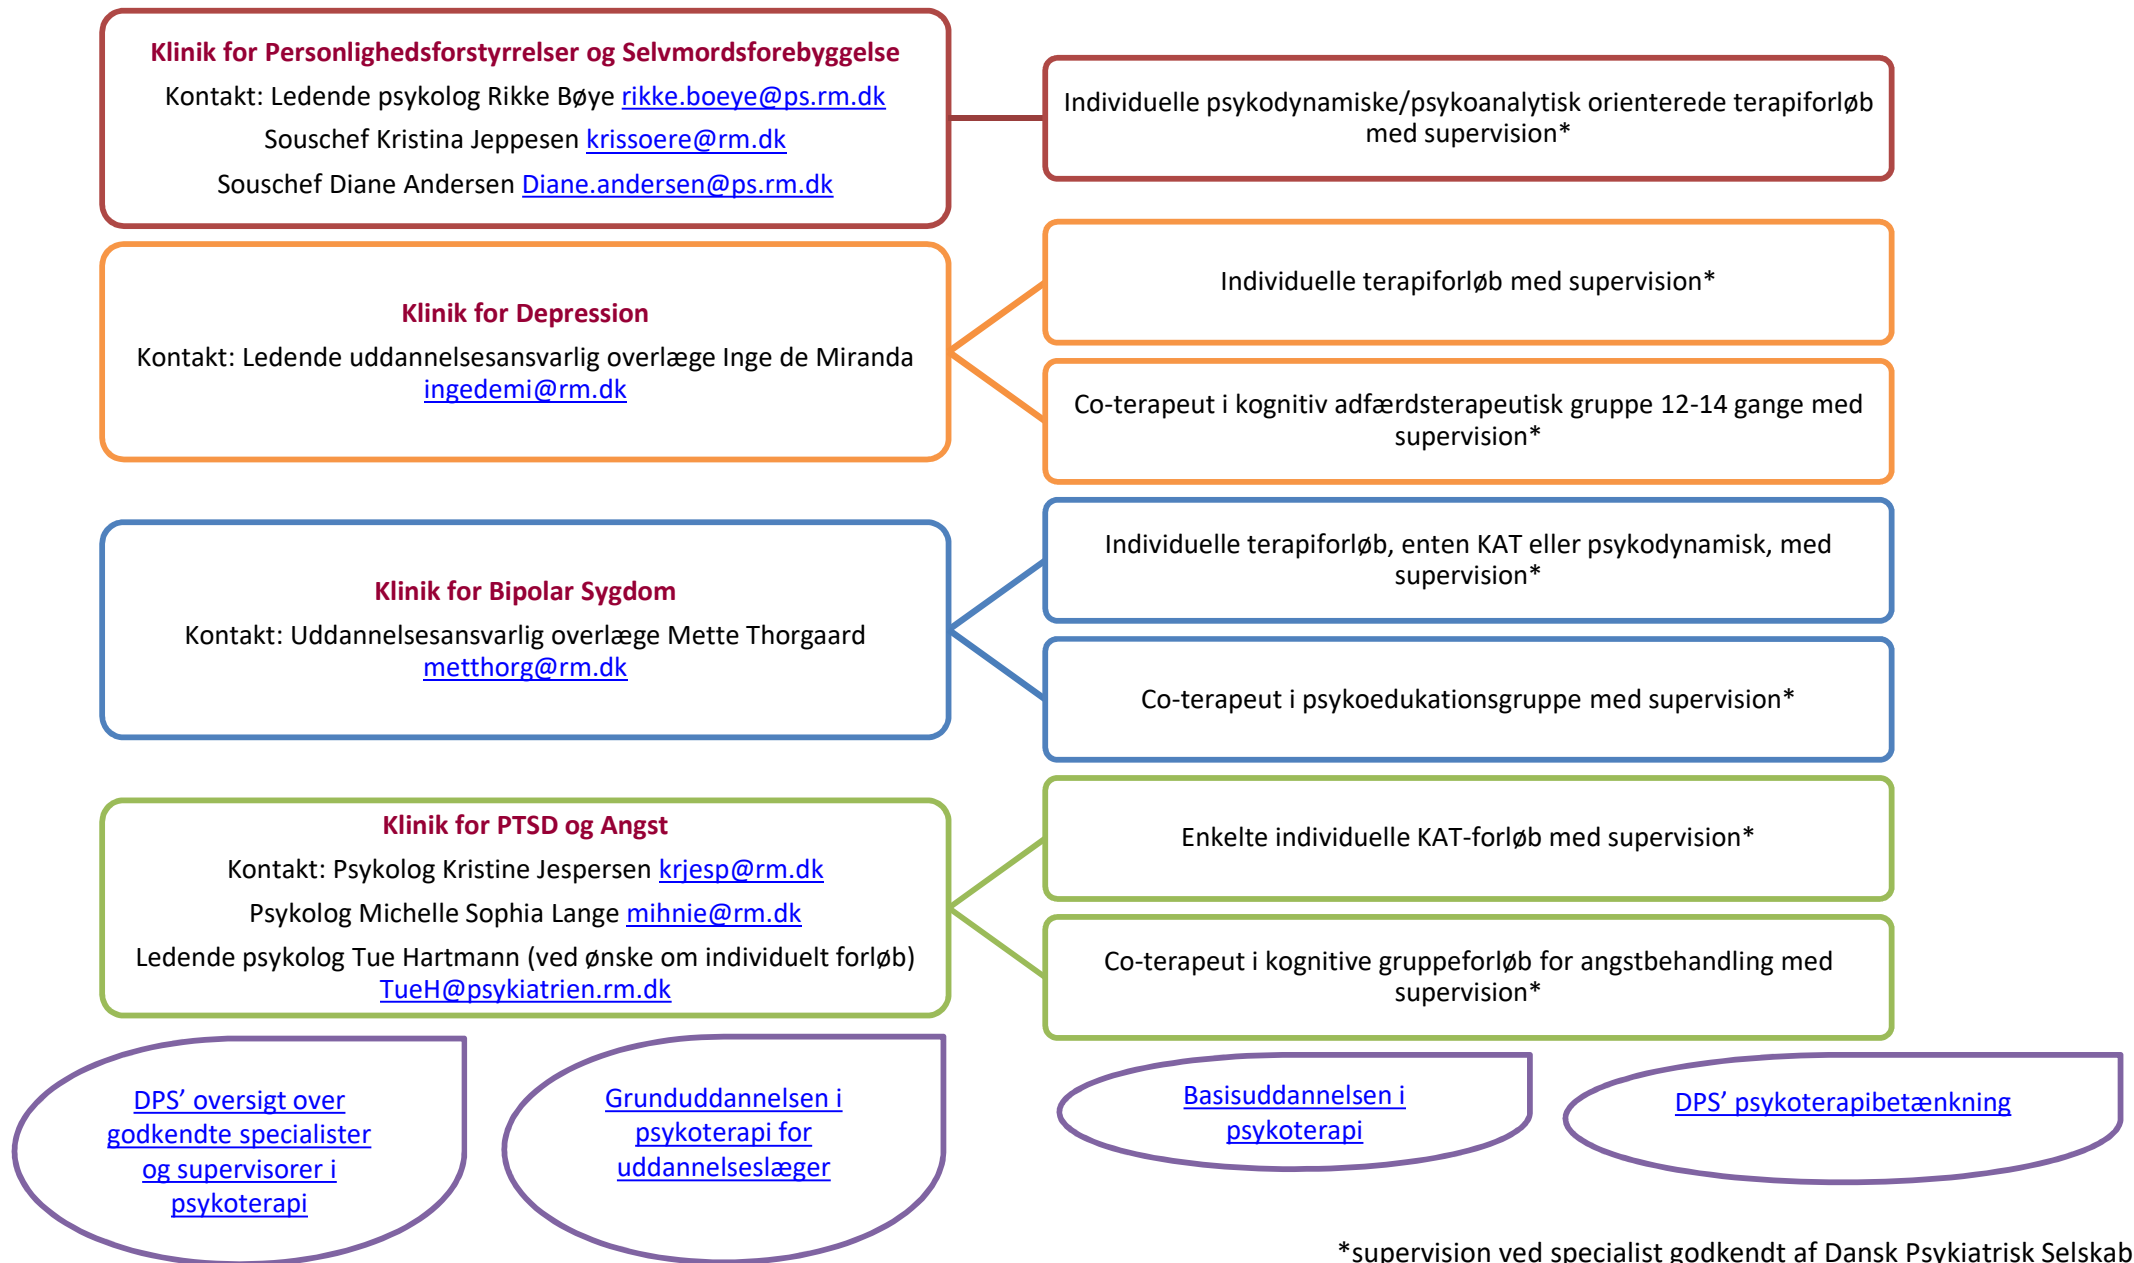 Klinik for Personlighedsforstyrrelser og Selvmordsforebyggelse
Kontakt: Ledende psykolog Rikke Bøye rikke.boeye@ps.rm.dk
Souschef Kristina Jeppesen krissoere@rm.dk
Souschef Diane Andersen Diane.andersen@ps.rm.dk
Individuelle psykodynamiske/psykoanalytisk orienterede terapiforløb
med supervision*
Klinik for Depression
Kontakt: Ledende uddannelsesansvarlig overlæge Inge de Miranda
ingedemi@rm.dk
Individuelle terapiforløb med supervision*
Co-terapeut i kognitiv adfærdsterapeutisk gruppe 12-14 gange med
supervision*
Klinik for Bipolar Sygdom
Kontakt: Uddannelsesansvarlig overlæge Mette Thorgaard
metthorg@rm.dk
Individuelle terapiforløb, enten KAT eller psykodynamisk, med
supervision*
Co-terapeut i psykoedukationsgruppe med supervision*
Klinik for PTSD og Angst
Kontakt: Psykolog Kristine Jespersen krjesp@rm.dk
Psykolog Michelle Sophia Lange mihnie@rm.dk
Ledende psykolog Tue Hartmann (ved ønske om individuelt forløb)
TueH@psykiatrien.rm.dk
Enkelte individuelle KAT-forløb med supervision*
Co-terapeut i kognitive gruppeforløb for angstbehandling med
supervision*
DPS’ oversigt over
godkendte specialister
og supervisorer i
psykoterapi
Grunduddannelsen i
psykoterapi for
uddannelseslæger
Basisuddannelsen i
psykoterapi
DPS’ psykoterapibetænkning
*supervision ved specialist godkendt af Dansk Psykiatrisk Selskab